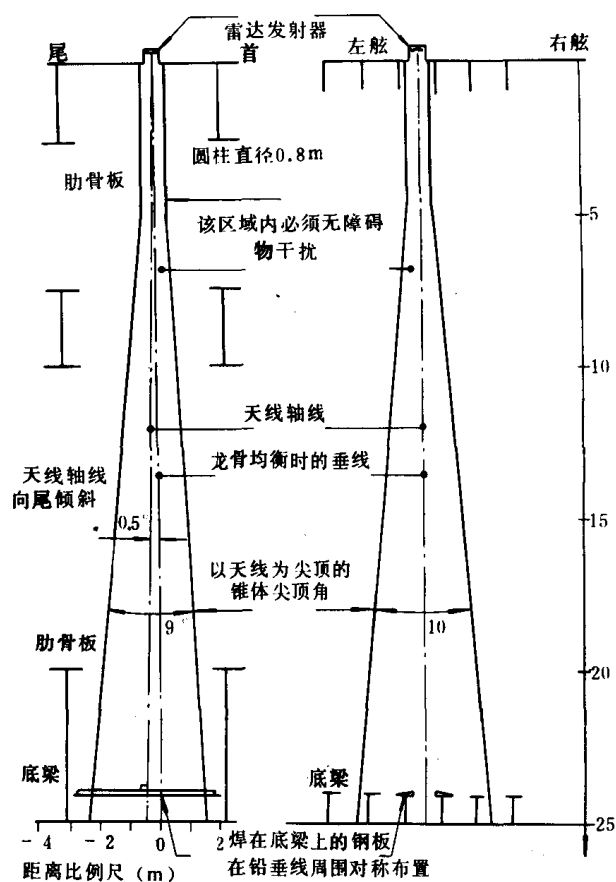 雷达发射器
尾
首
左舷
右舷
圆柱直径0.8m
肋骨板
5
该区域内必须无障碍
物干扰
10
天线轴线
龙骨均衡时的垂线
天线轴线
向尾倾斜
0.5°
15
以天线为尖顶的
锥体尖顶角
9°
10
肋骨板
20
底梁
底梁
25
-4 -2 0 2
焊在底梁上的钢板
距离比例尺(m)
在铅垂线周围对称布置